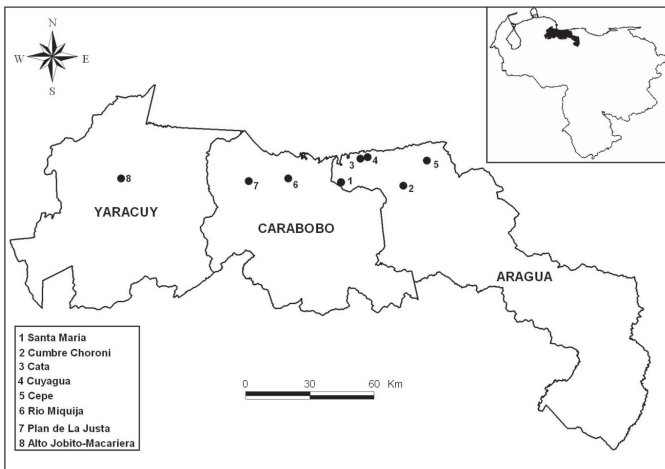 N
W E
S
3 4
5
8
7 6
1
2
YARACUY
CARABOBO
ARAGUA
1 Santa Maria
2 Cumbre Choroni
3 Cata
4 Cuyagua
5 Cepe
6 Rio Miquija
7 Plan de La Justa
8 Alto Jobito-Macariera
0 30 60 Km